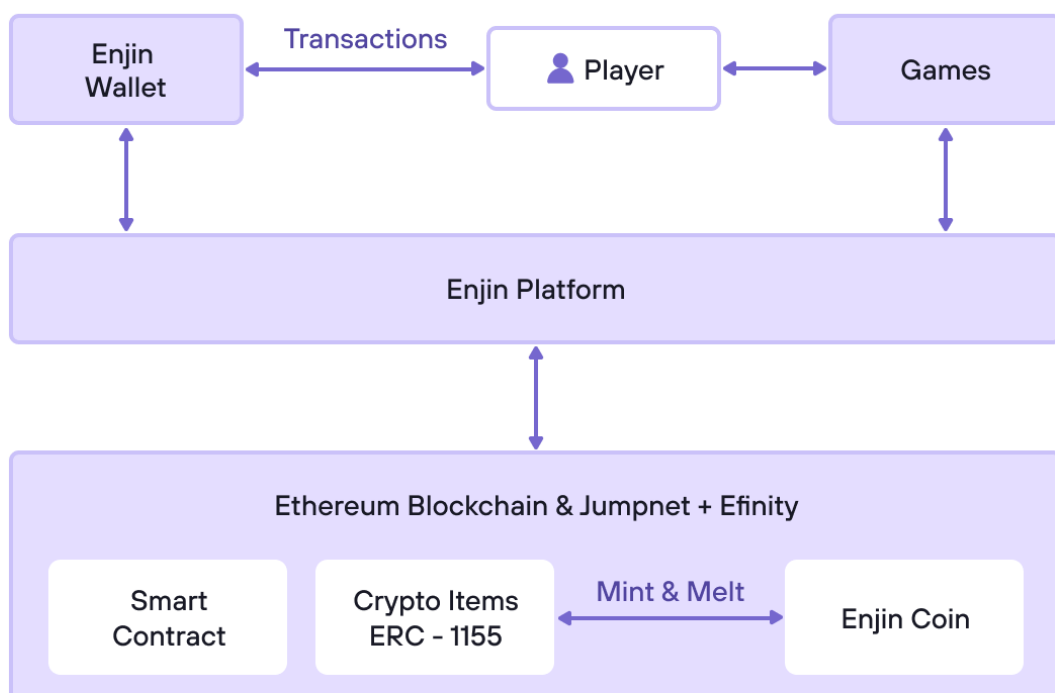 Enjin
Wallet
Transactions
Player
Games
Enjin Platform
Ethereum Blockchain & Jumpnet + Efinity
Smart
Contract
Crypto Items
ERC - 1155
Mint & Melt
Enjin Coin